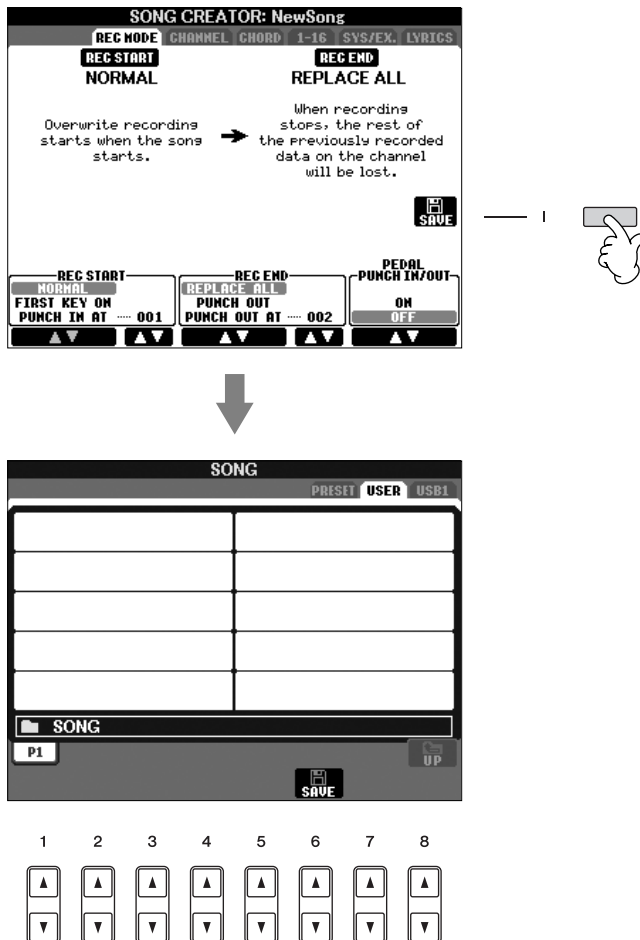 SONG CREATOR: NewSong
REC MODE CHANNEL CHORD 1-16 SYS/EX. LYRICS
REC START
NORMAL
Overwrite recording
starts when the song
starts.
REC END
REPLACE ALL
When recording
stops, the rest of
the previously recorded
data on the channel
will be lost.
SAVE
I
REC START
NORMAL
FIRST KEY ON
PUNCH IN AT ..... 001
REC END
REPLACE ALL
PUNCH OUT
PUNCH OUT AT ..... 002
PEDAL
PUNCH IN/OUT
ON
OFF
SONG
PRESET USER USB1
SONG
P1
UP
SAVE
1 2 3 4 5 6 7 8